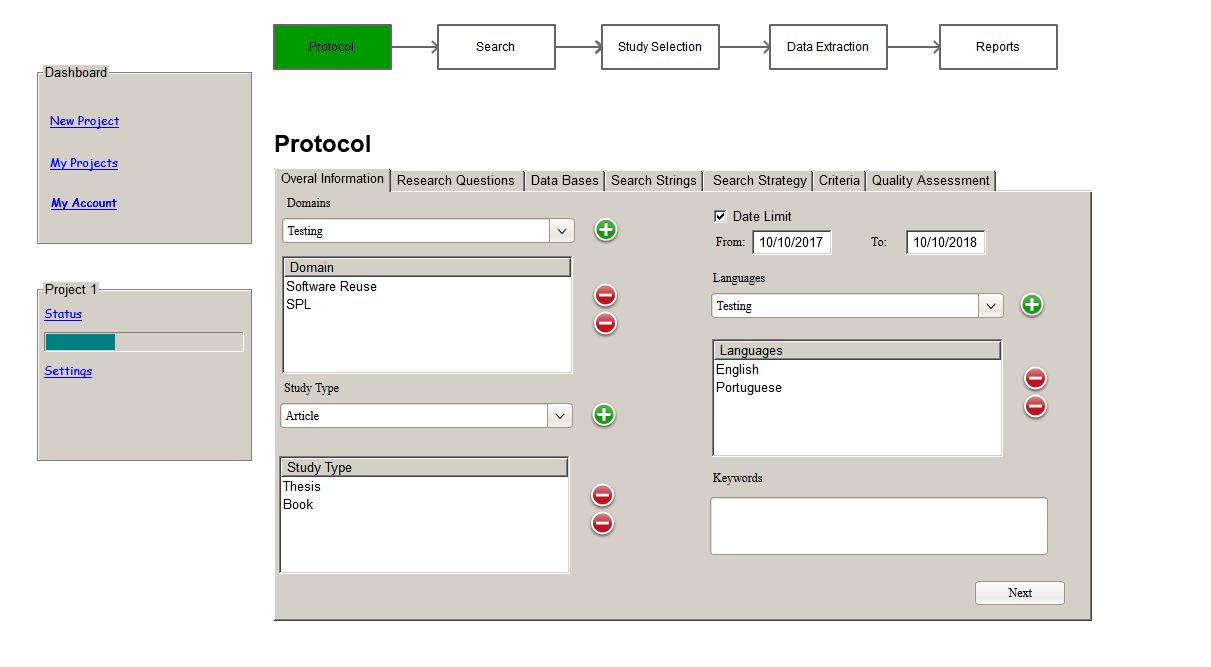 Protocol
Search
Study Selection
Data Extraction
Reports
Dashboard
New Project
My Projects
My Account
Project 1
Status
Settings
Protocol
Overal Information
Research Questions
Data Bases
Search Strings
Search Strategy
Criteria
Quality Assessment
Domains
Testing
Domain
Software Reuse
SPL
Study Type
Article
Study Type
Thesis
Book
Date Limit
From: 10/10/2017 To: 10/10/2018
Languages
Testing
Languages
English
Portuguese
Keywords
Next